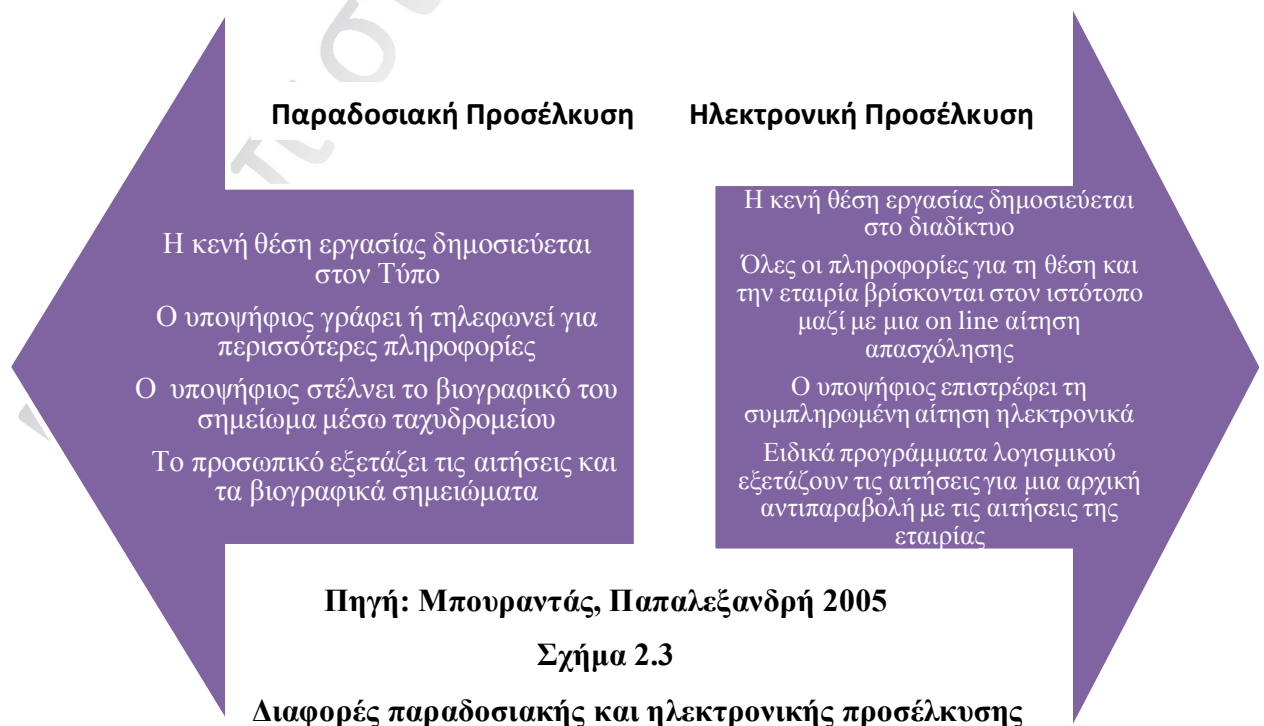 Παραδοσιακή Προσέλκυση
Η κενή θέση εργασίας δημοσιεύεται
στον Τύπο
Ο υποψήφιος γράφει ή τηλεφωνεί για
περισσότερες πληροφορίες
Ο υποψήφιος στέλνει το βιογραφικό του
σημείωμα μέσω ταχυδρομείου
Το προσωπικό εξετάζει τις αιτήσεις και
τα βιογραφικά σημειώματα
Ηλεκτρονική Προσέλκυση
Η κενή θέση εργασίας δημοσιεύεται
στο διαδίκτυο
Όλες οι πληροφορίες για τη θέση και
την εταιρία βρίσκονται στον ιστότοπο
μαζί με μια on line αίτηση
απασχόλησης
Ο υποψήφιος επιστρέφει τη
συμπληρωμένη αίτηση ηλεκτρονικά
Ειδικά προγράμματα λογισμικού
εξετάζουν τις αιτήσεις για μια αρχική
αντιπαραβολή με τις αιτήσεις της
εταιρίας
Πηγή: Μπουραντάς, Παπαλεξανδρή 2005
Σχήμα 2.3
Διαφορές παραδοσιακής και ηλεκτρονικής προσέλκυσης